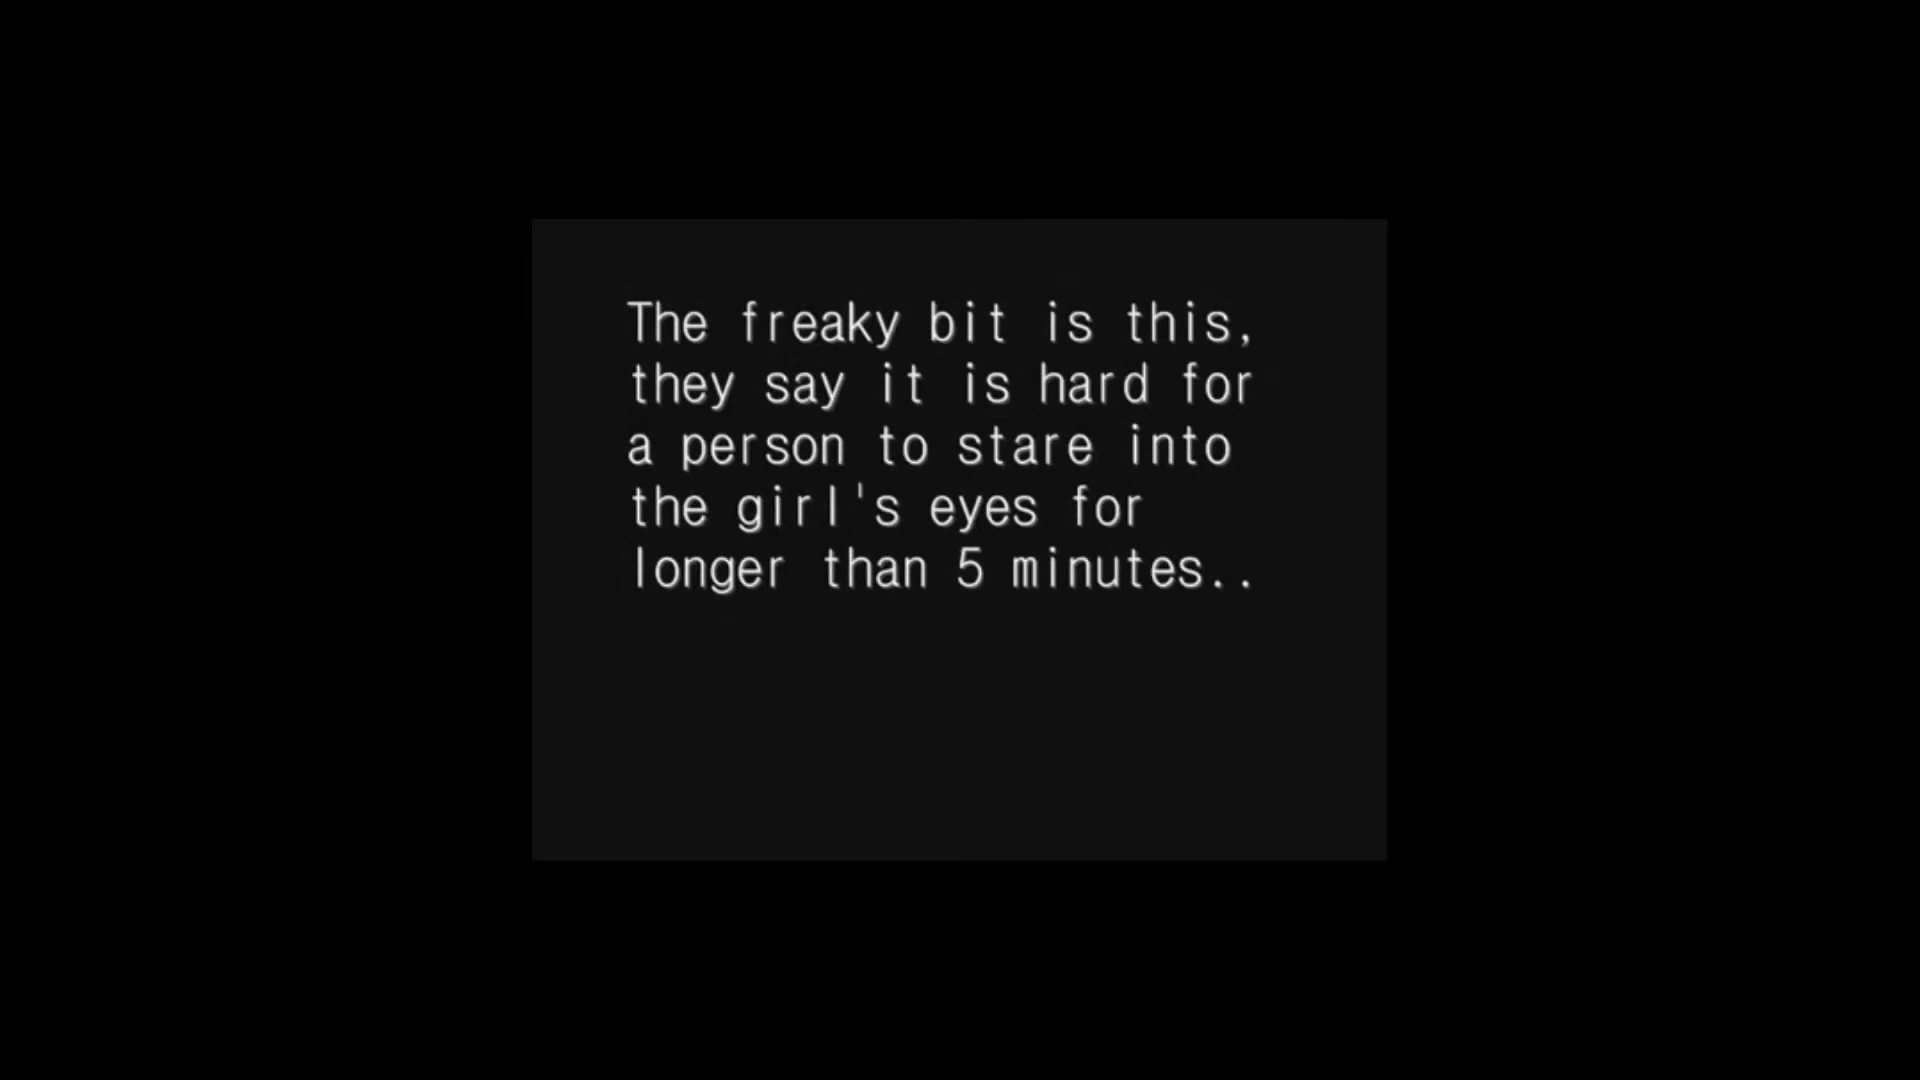 The freaky bit is this,
they say it is hard for
a person to stare into
the girl's eyes for
longer than 5 minutes..